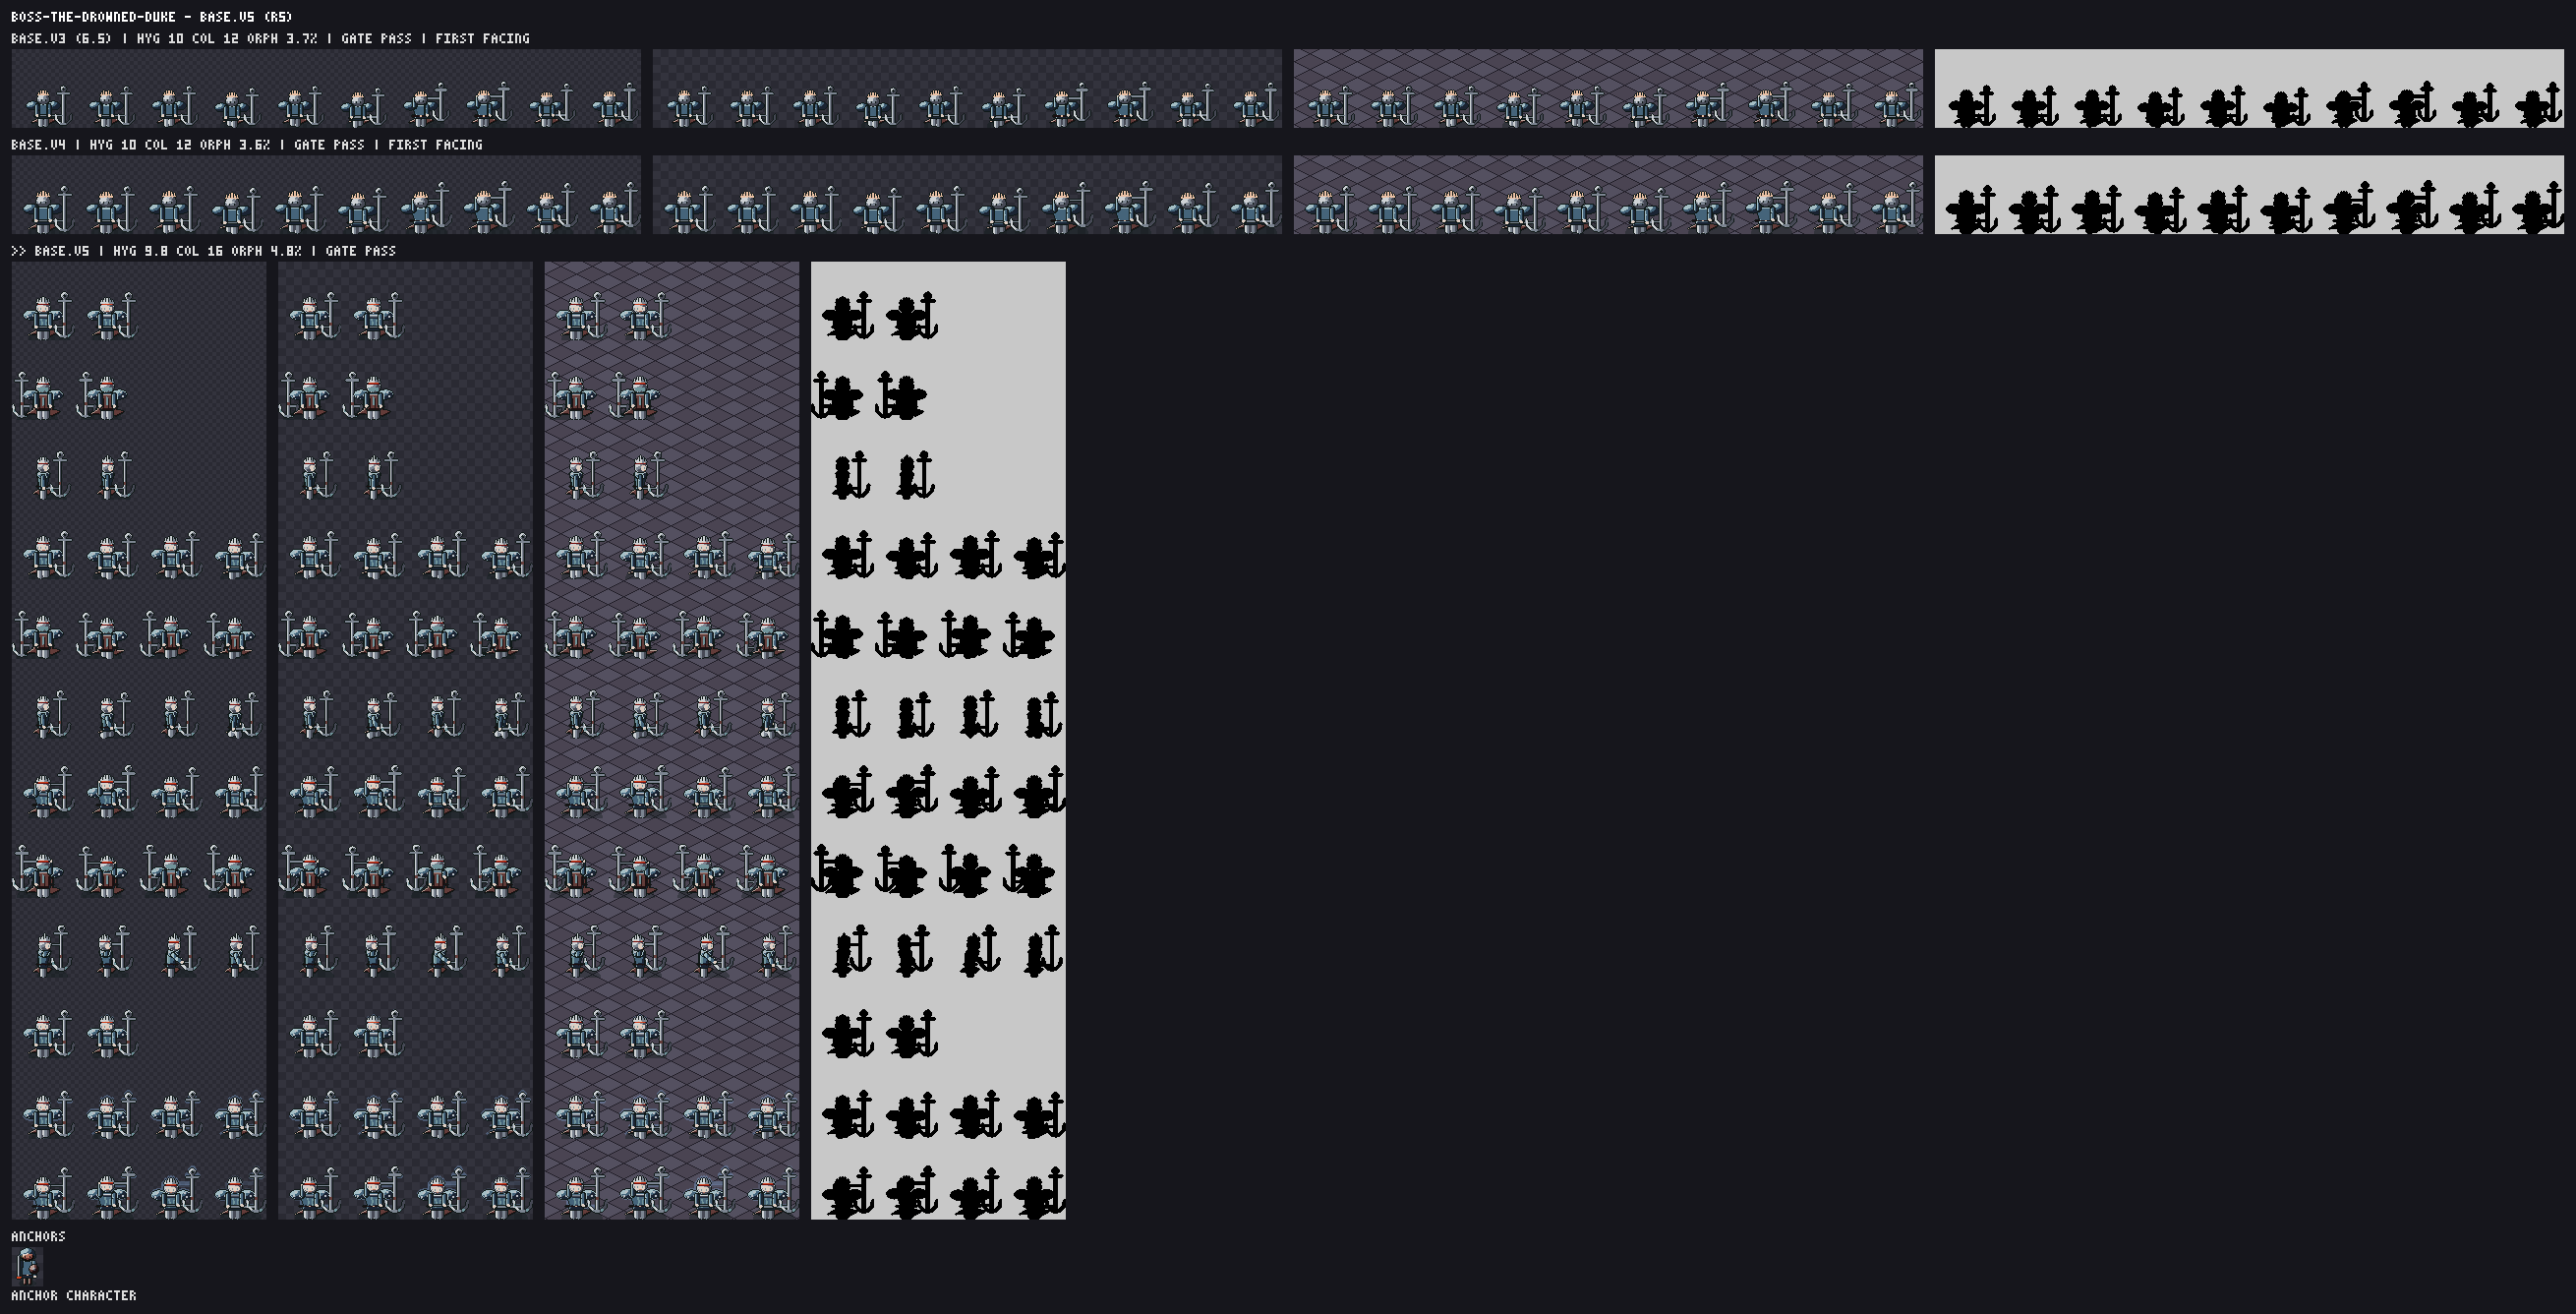 BOSS-THE-DROWNED-DUKE - BASE.V5 (R5)
BASE.V3 (6.5) | HYG 10 COL 12 ORPH 3.7% | GATE PASS | FIRST FACING
BASE.V4 | HYG 10 COL 12 ORPH 3.6% | GATE PASS | FIRST FACING
>> BASE.V5 | HYG 9.8 COL 16 ORPH 4.8% | GATE PASS
ANCHORS
ANCHOR CHARACTER